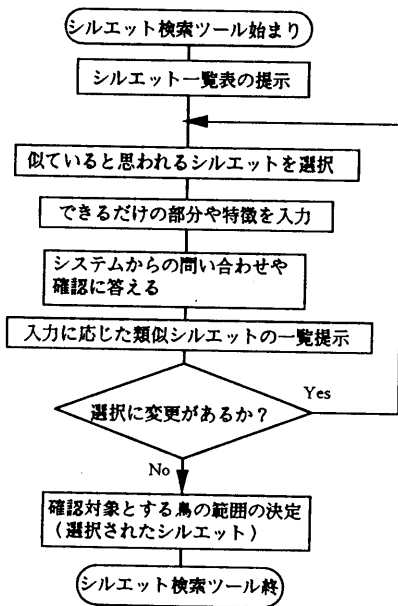 シルエット検索ツール始まり
シルエット一覧表の提示
似ていると思われるシルエットを選択
できるだけの部分や特徴を入力
システムからの問い合わせや
確認に答える
入力に応じた類似シルエットの一覧提示
選択に変更があるか？
Yes
No
確認対象とする鳥の範囲の決定
（選択されたシルエット）
シルエット検索ツール終